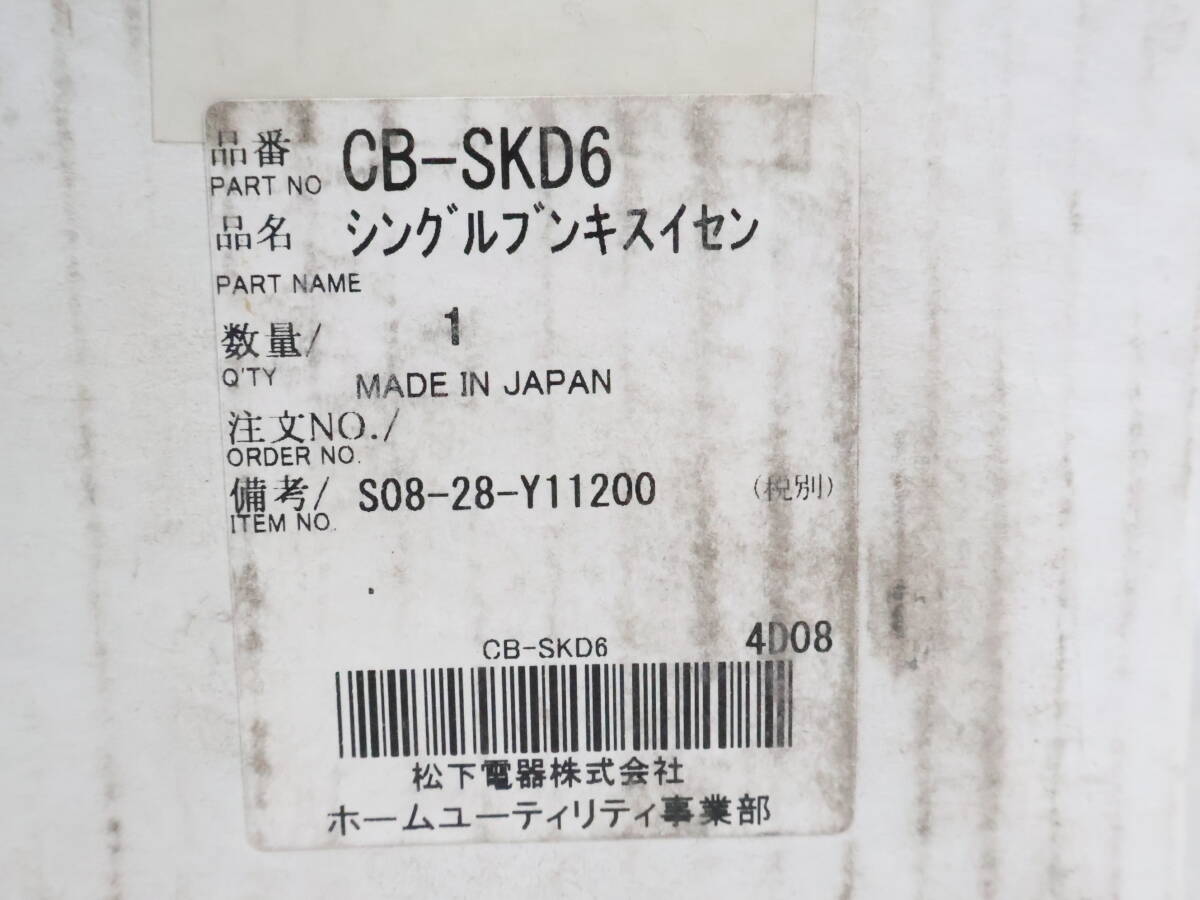 品番 CB-SKD6
PART NO
品名 シングルブンキスイセン
PART NAME
数量/ 1
Q'TY MADE IN JAPAN
注文NO./
ORDER NO.
備考/ S08-28-Y11200 (税別)
ITEM NO.
CB-SKD6 4D08
松下電器株式会社
ホームユーティリティ事業部